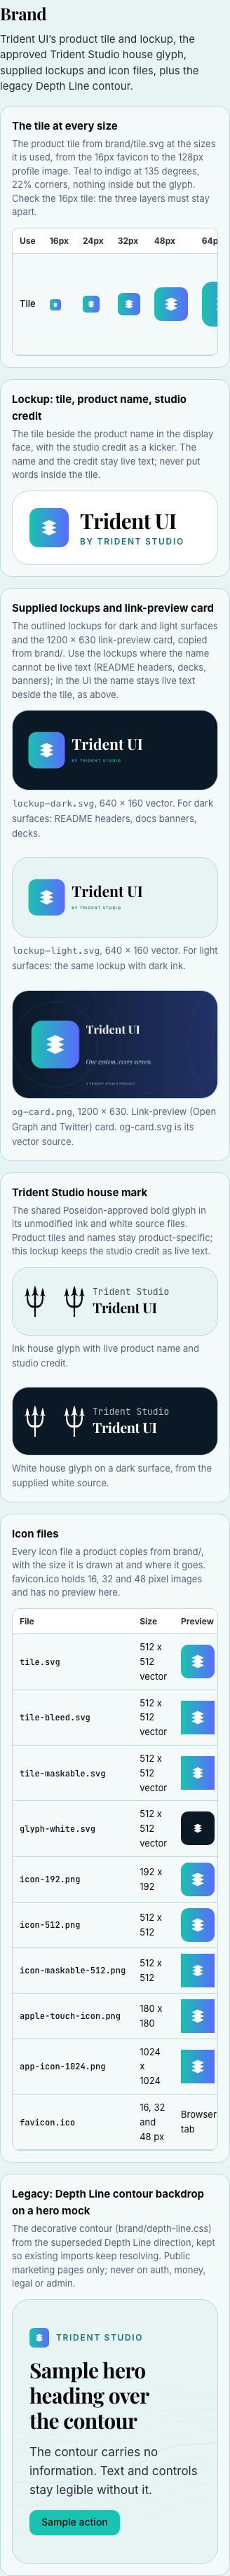 Brand
Trident UI's product tile and lockup, the
approved Trident Studio house glyph,
supplied lockups and icon files, plus the
legacy Depth Line contour.
The tile at every size
The product tile from brand/tile.svg at the sizes
it is used, from the 16px favicon to the 128px
profile image. Teal to indigo at 135 degrees,
22% corners, nothing inside but the glyph.
Check the 16px tile: the three layers must stay
apart.
Use 16px 24px 32px 48px 64p
Tile
Lockup: tile, product name, studio
credit
The tile beside the product name in the display
face, with the studio credit as a kicker. The
name and the credit stay live text; never put
words inside the tile.
Trident UI
BY TRIDENT STUDIO
Supplied lockups and link-preview card
The outlined lockups for dark and light surfaces
and the 1200 × 630 link-preview card, copied
from brand/. Use the lockups where the name
cannot be live text (README headers, decks,
banners); in the UI the name stays live text
beside the tile, as above.
Trident UI
BY TRIDENT STUDIO
lockup-dark.svg, 640 × 160 vector. For dark
surfaces: README headers, docs banners,
decks.
Trident UI
BY TRIDENT STUDIO
lockup-light.svg, 640 × 160 vector. For light
surfaces: the same lockup with dark ink.
Trident UI
One system, every screen.
A TRIDENT STUDIO PRODUCT
og-card.png, 1200 × 630. Link-preview (Open
Graph and Twitter) card. og-card.svg is its
vector source.
Trident Studio house mark
The shared Poseidon-approved bold glyph in
its unmodified ink and white source files.
Product tiles and names stay product-specific;
this lockup keeps the studio credit as live text.
Trident Studio
Trident UI
Ink house glyph with live product name and
studio credit.
Trident Studio
Trident UI
White house glyph on a dark surface, from the
supplied white source.
Icon files
Every icon file a product copies from brand/,
with the size it is drawn at and where it goes.
favicon.ico holds 16, 32 and 48 pixel images
and has no preview here.
File Size Preview
tile.svg 512 x
512
vector
tile-bleed.svg 512 x
512
vector
tile-maskable.svg 512 x
512
vector
glyph-white.svg 512 x
512
vector
icon-192.png 192 x
192
icon-512.png 512 x
512
icon-maskable-512.png 512 x
512
apple-touch-icon.png 180 x
180
app-icon-1024.png 1024
x
1024
favicon.ico 16, 32
and
48 px
Browser
tab
Legacy: Depth Line contour backdrop
on a hero mock
The decorative contour (brand/depth-line.css)
from the superseded Depth Line direction, kept
so existing imports keep resolving. Public
marketing pages only; never on auth, money,
legal or admin.
TRIDENT STUDIO
Sample hero
heading over
the contour
The contour carries no
information. Text and controls
stay legible without it.
Sample action